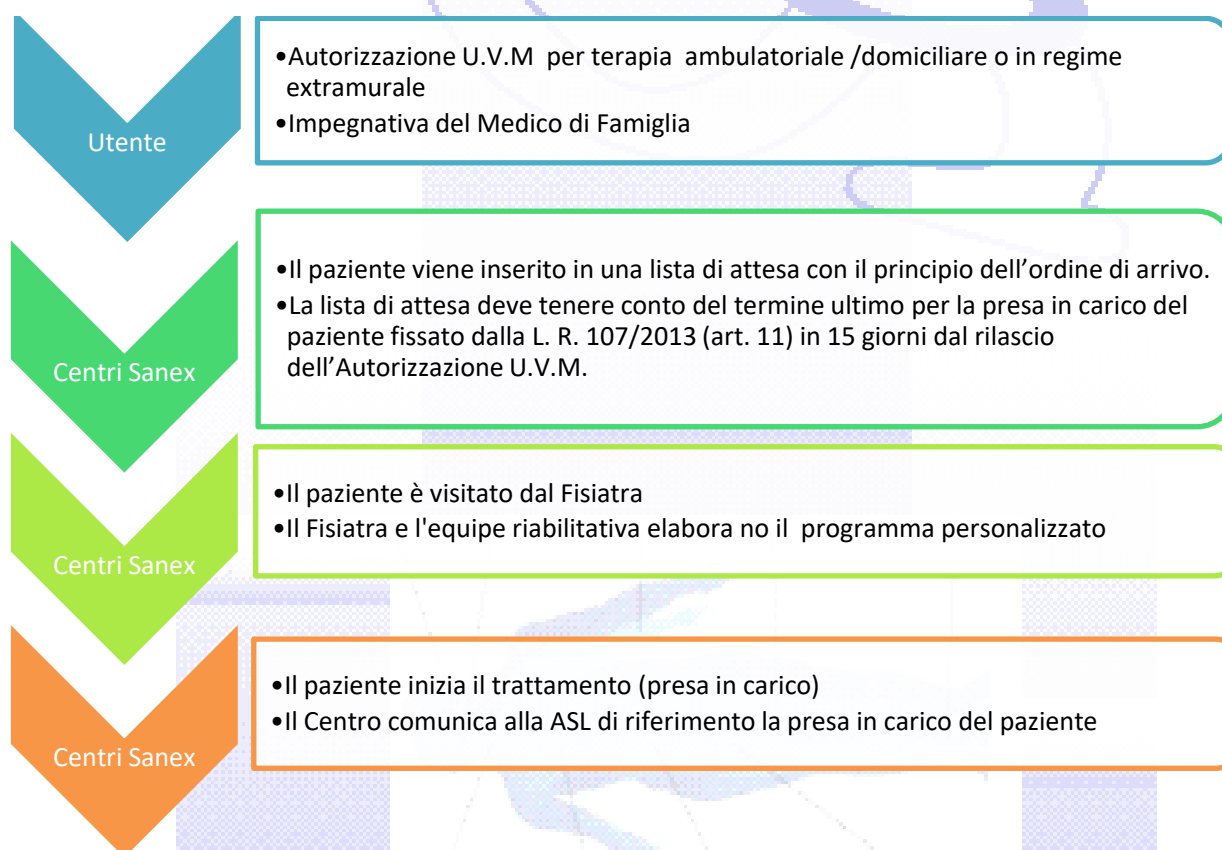 Utente
•Autorizzazione U.V.M  per terapia  ambulatoriale /domiciliare o in regime
extramurale
•Impegnativa del Medico di Famiglia
Centri Sanex
•Il paziente viene inserito in una lista di attesa con il principio dell’ordine di arrivo.
•La lista di attesa deve tenere conto del termine ultimo per la presa in carico del
paziente fissato dalla L. R. 107/2013 (art. 11) in 15 giorni dal rilascio
dell’Autorizzazione U.V.M.
Centri Sanex
•Il paziente è visitato dal Fisiatra
•Il Fisiatra e l'equipe riabilitativa elabora no il  programma personalizzato
Centri Sanex
•Il paziente inizia il trattamento (presa in carico)
•Il Centro comunica alla ASL di riferimento la presa in carico del paziente